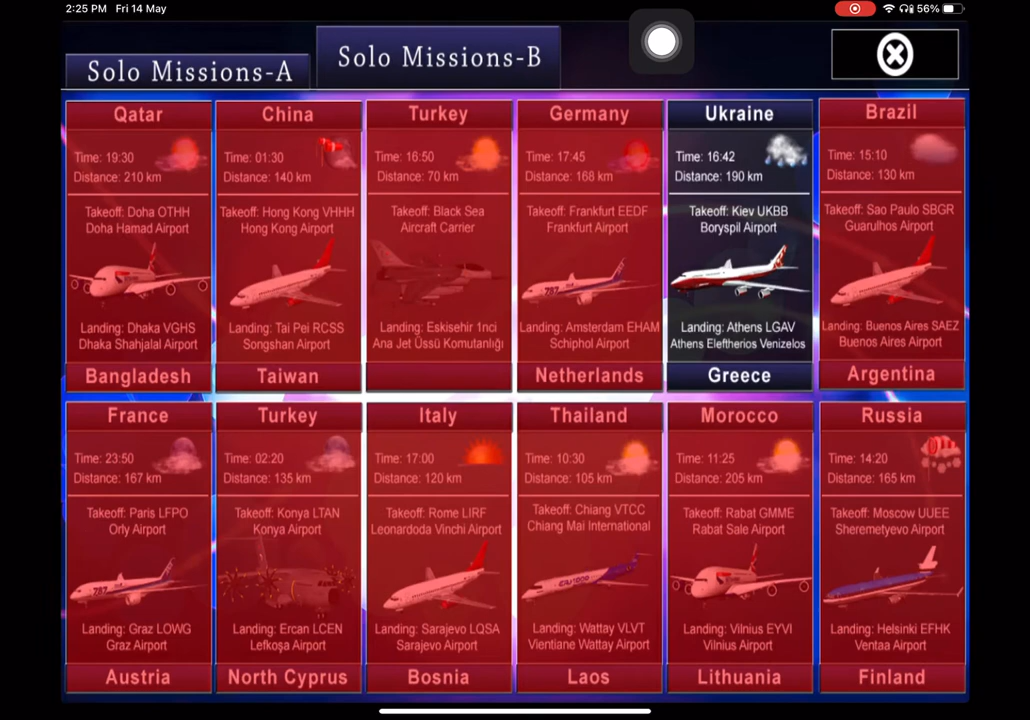 2:25 PM Fri 14 May
56%
Solo Missions-A
Solo Missions-B
Qatar
Time: 19:30
Distance: 210 km
Takeoff: Doha OTHH
Doha Hamad Airport
Landing: Dhaka VGHS
Dhaka Shahjalal Airport
Bangladesh
China
Time: 01:30
Distance: 140 km
Takeoff: Hong Kong VHHH
Hong Kong Airport
Landing: Tai Pei RCSS
Songshan Airport
Taiwan
Turkey
Time: 16:50
Distance: 70 km
Takeoff: Black Sea
Aircraft Carrier
Landing: Eskisehir 1nci
Ana Jet Üssü Komutanlığı
Germany
Time: 17:45
Distance: 168 km
Takeoff: Frankfurt EEDF
Frankfurt Airport
787
Landing: Amsterdam EHAM
Schiphol Airport
Netherlands
Ukraine
Time: 16:42
Distance: 190 km
Takeoff: Kiev UKBB
Boryspil Airport
Landing: Athens LGAV
Athens Eleftherios Venizelos
Greece
Brazil
Time: 15:10
Distance: 130 km
Takeoff: Sao Paulo SBGR
Guarulhos Airport
Landing: Buenos Aires SAEZ
Buenos Aires Airport
Argentina
France
Time: 23:50
Distance: 167 km
Takeoff: Paris LFPO
Orly Airport
787
Landing: Graz LOWG
Graz Airport
Austria
Turkey
Time: 02:20
Distance: 135 km
Takeoff: Konya LTAN
Konya Airport
Landing: Ercan LCEN
Lefkoşa Airport
North Cyprus
Italy
Time: 17:00
Distance: 120 km
Takeoff: Rome LIRF
Leonardoda Vinchi Airport
Landing: Sarajevo LQSA
Sarajevo Airport
Bosnia
Thailand
Time: 10:30
Distance: 105 km
Takeoff: Chiang VTCC
Chiang Mai International
CRJ1000
Landing: Wattay VLVT
Vientiane Wattay Airport
Laos
Morocco
Time: 11:25
Distance: 205 km
Takeoff: Rabat GMME
Rabat Sale Airport
Landing: Vilnius EYVI
Vilnius Airport
Lithuania
Russia
Time: 14:20
Distance: 165 km
Takeoff: Moscow UUEE
Sheremetyevo Airport
Landing: Helsinki EFHK
Ventaa Airport
Finland